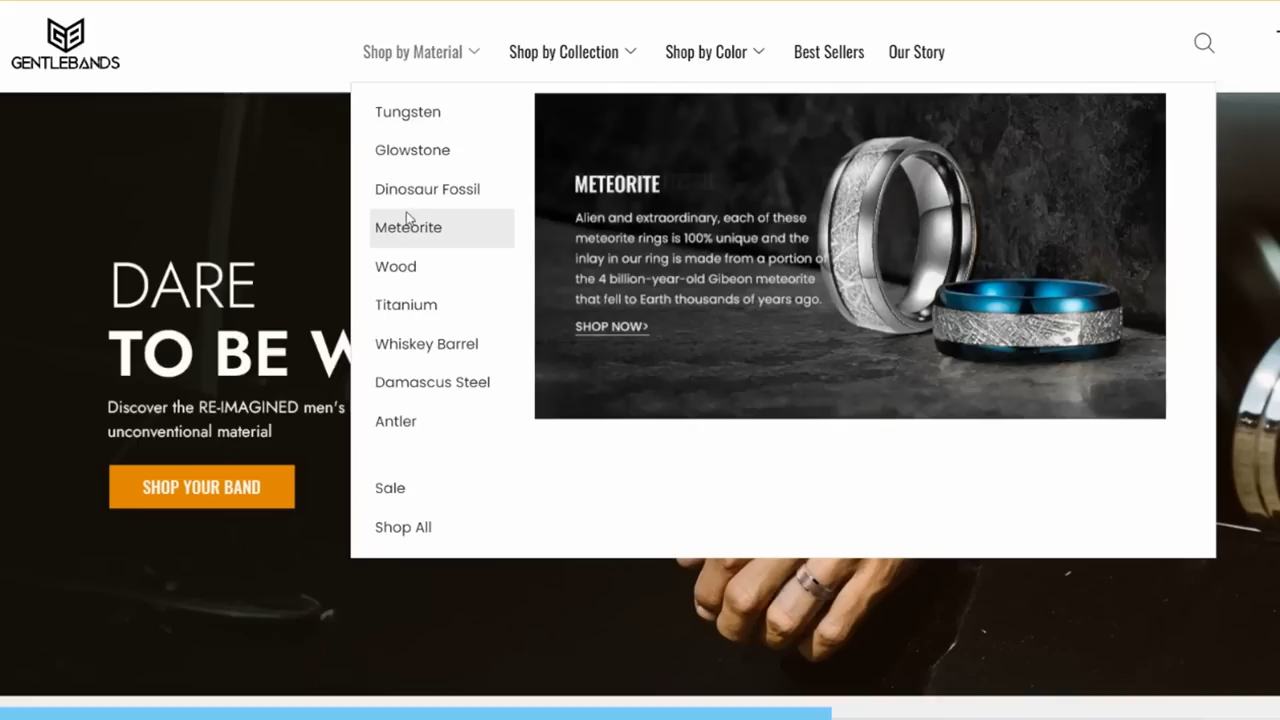 GENTLEBANDS
Shop by Material
Shop by Collection
Shop by Color
Best Sellers
Our Story
Tungsten
Glowstone
Dinosaur Fossil
Meteorite
Wood
Titanium
Whiskey Barrel
Damascus Steel
Antler
Sale
Shop All
METEORITE
Alien and extraordinary, each of these
meteorite rings is 100% unique and the
inlay in our ring is made from a portion of
the 4 billion-year-old Gibeon meteorite
that fell to Earth thousands of years ago.
SHOP NOW>
DARE
TO BE W
Discover the RE-IMAGINED men's
unconventional material
SHOP YOUR BAND